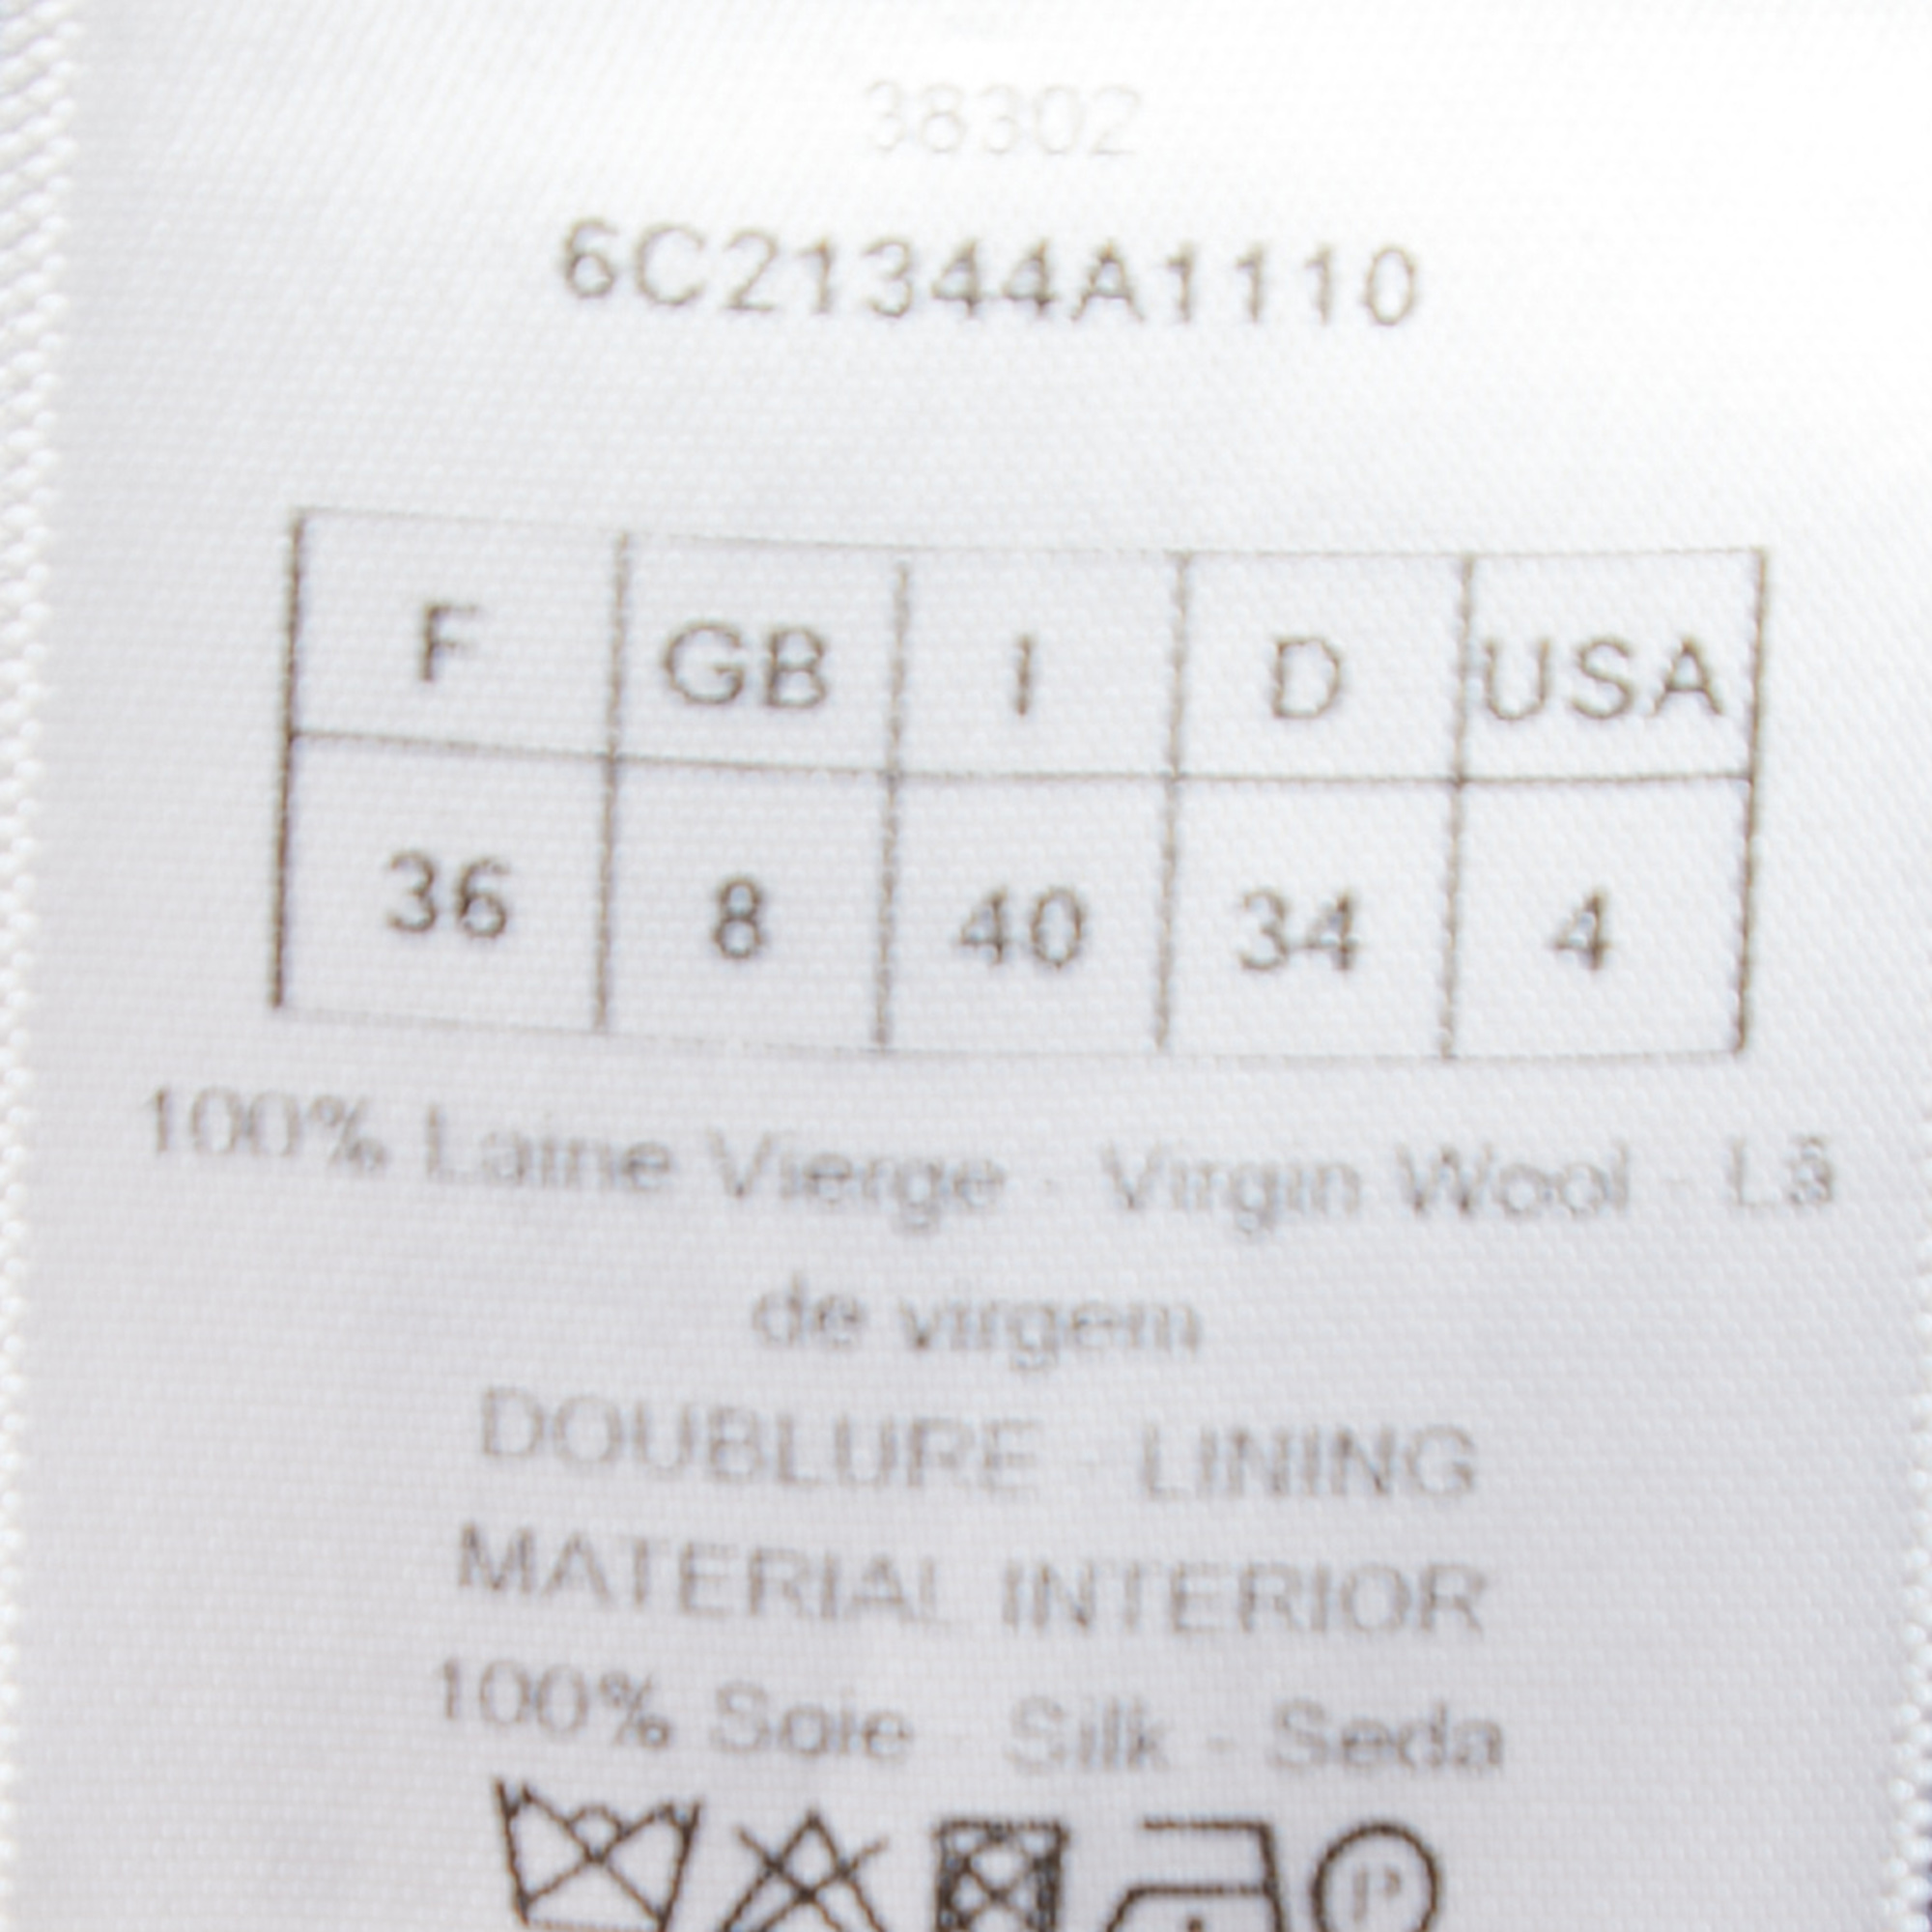 38302
6C21344A1110
F GB I D USA
36 8 40 34 4
100% Laine Vierge - Virgin Wool - Lã
de virgem
DOUBLURE - LINING
MATERIAL INTERIOR
100% Soie - Silk - Seda
P